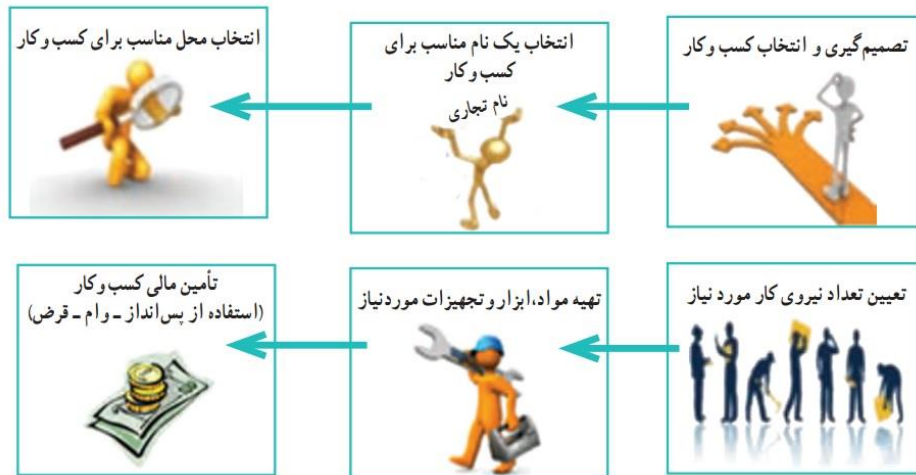 تصمیم‌گیری و انتخاب کسب و کار
انتخاب یک نام مناسب برای
کسب و کار
نام تجاری
انتخاب محل مناسب برای کسب و کار
تعیین تعداد نیروی کار مورد نیاز
تهیه مواد، ابزار و تجهیزات موردنیاز
تأمین مالی کسب و کار
(استفاده از پس‌انداز ـ وام ـ قرض)